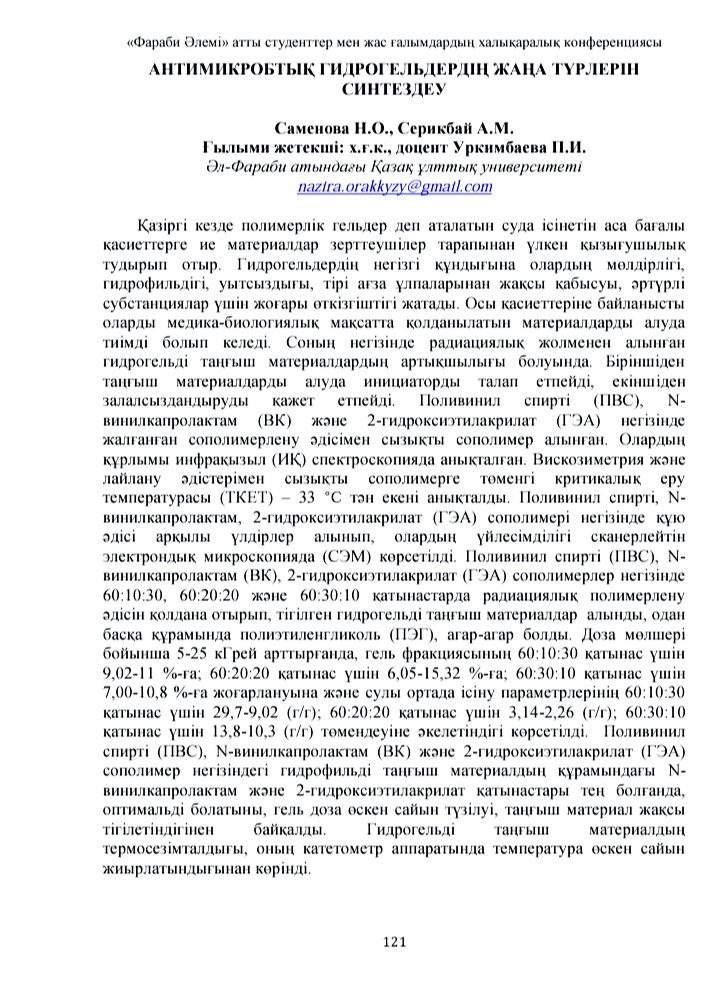 «Фараби Әлемі» атты студенттер мен жас ғалымдардың халықаралық конференциясы
АНТИМИКРОБТЫҚ ГИДРОГЕЛЬДЕРДІҢ ЖАҢА ТҮРЛЕРІН
СИНТЕЗДЕУ
Саменова Н.О., Серикбай А.М.
Ғылыми жетекші: х.ғ.к., доцент Уркимбаева П.И.
Әл-Фараби атындағы Қазақ ұлттық университеті
nazira.orakkyzy@gmail.com
Қазіргі кезде полимерлік гельдер деп аталатын суда ісінетін аса бағалы
қасиеттерге ие материалдар зерттеушілер тарапынан үлкен қызығушылық
тудырып отыр. Гидрогельдердің негізгі құндығына олардың мөлдірлігі,
гидрофильдігі, уытсыздығы, тірі ағза ұлпаларынан жақсы қабысуы, әртүрлі
субстанциялар үшін жоғары өткізгіштігі жатады. Осы қасиеттеріне байланысты
оларды медика-биологиялық мақсатта қолданылатын материалдарды алуда
тиімді болып келеді. Соның негізінде радиациялық жолменен алынған
гидрогельді таңғыш материалдардың артықшылығы болуында. Біріншіден
таңғыш материалдарды алуда инициаторды талап етпейді, екіншіден
залалсыздандыруды қажет етпейді. Поливинил спирті (ПВС), N-
винилкапролактам (ВК) және 2-гидроксиэтилакрилат (ГЭА) негізінде
жалғанған сополимерлену әдісімен сызықты сополимер алынған. Олардың
құрлымы инфрақызыл (ИҚ) спектроскопияда анықталған. Вискозиметрия және
лайлану әдістерімен сызықты сополимерге төменгі критикалық еру
температурасы (ТКЕТ) – 33 °С тән екені анықталды. Поливинил спирті, N-
винилкапролактам, 2-гидроксиэтилакрилат (ГЭА) сополимері негізінде құю
әдісі арқылы үлдірлер алынып, олардың үйлесімділігі сканерлейтін
электрондық микроскопияда (СЭМ) көрсетілді. Поливинил спирті (ПВС), N-
винилкапролактам (ВК), 2-гидроксиэтилакрилат (ГЭА) сополимерлер негізінде
60:10:30, 60:20:20 және 60:30:10 қатынастарда радиациялық полимерлену
әдісін қолдана отырып, тігілген гидрогельді таңғыш материалдар алынды, одан
басқа құрамында полиэтиленгликоль (ПЭГ), агар-агар болды. Доза мөлшері
бойынша 5-25 кГрей арттырғанда, гель фракциясының 60:10:30 қатынас үшін
9,02-11 %-ға; 60:20:20 қатынас үшін 6,05-15,32 %-ға; 60:30:10 қатынас үшін
7,00-10,8 %-ға жоғарлануына және сулы ортада ісіну параметрлерінің 60:10:30
қатынас үшін 29,7-9,02 (г/г); 60:20:20 қатынас үшін 3,14-2,26 (г/г); 60:30:10
қатынас үшін 13,8-10,3 (г/г) төмендеуіне әкелетіндігі көрсетілді. Поливинил
спирті (ПВС), N-винилкапролактам (ВК) және 2-гидроксиэтилакрилат (ГЭА)
сополимер негізіндегі гидрофильді таңғыш материалдың құрамындағы N-
винилкапролактам және 2-гидроксиэтилакрилат қатынастары тең болғанда,
оптимальді болатыны, гель доза өскен сайын түзілуі, таңғыш материал жақсы
тігілетіндігінен байқалды. Гидрогельді таңғыш материалдың
термосезімталдығы, оның катетометр аппаратында температура өскен сайын
жиырлатындығынан көрінді.
121